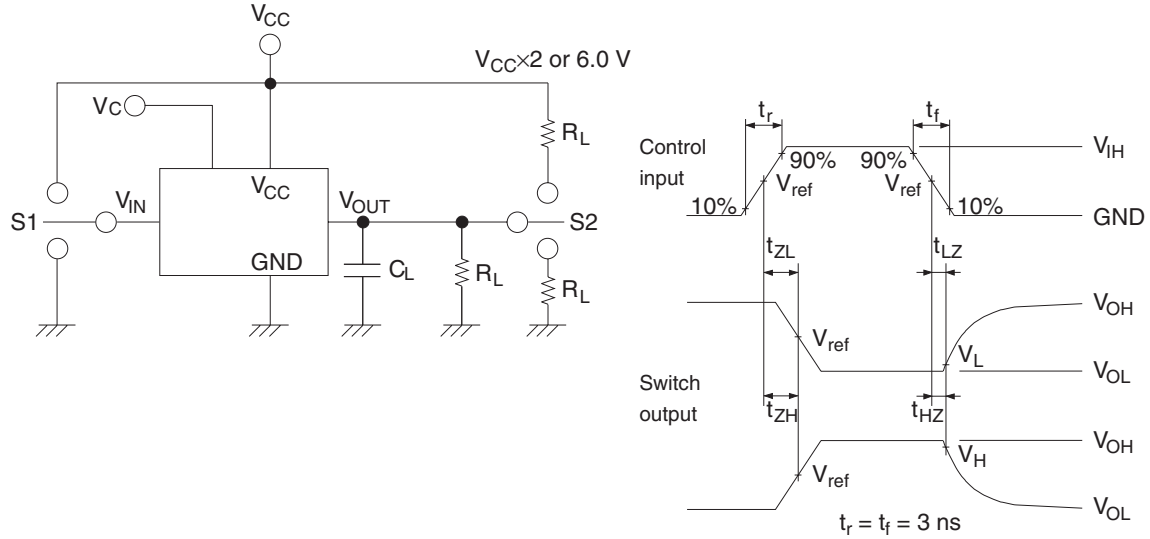 VCC
VCC×2 or 6.0 V
VC
RL
VCC
S1
VIN
VOUT
S2
GND
CL
RL
RL
tr
tf
Control
input
90%
90%
VIH
Vref
Vref
10%
10%
GND
tZL
tLZ
VOH
Vref
VL
VOL
Switch
output
tZH
tHZ
VOH
VH
Vref
VOL
tr = tf = 3 ns